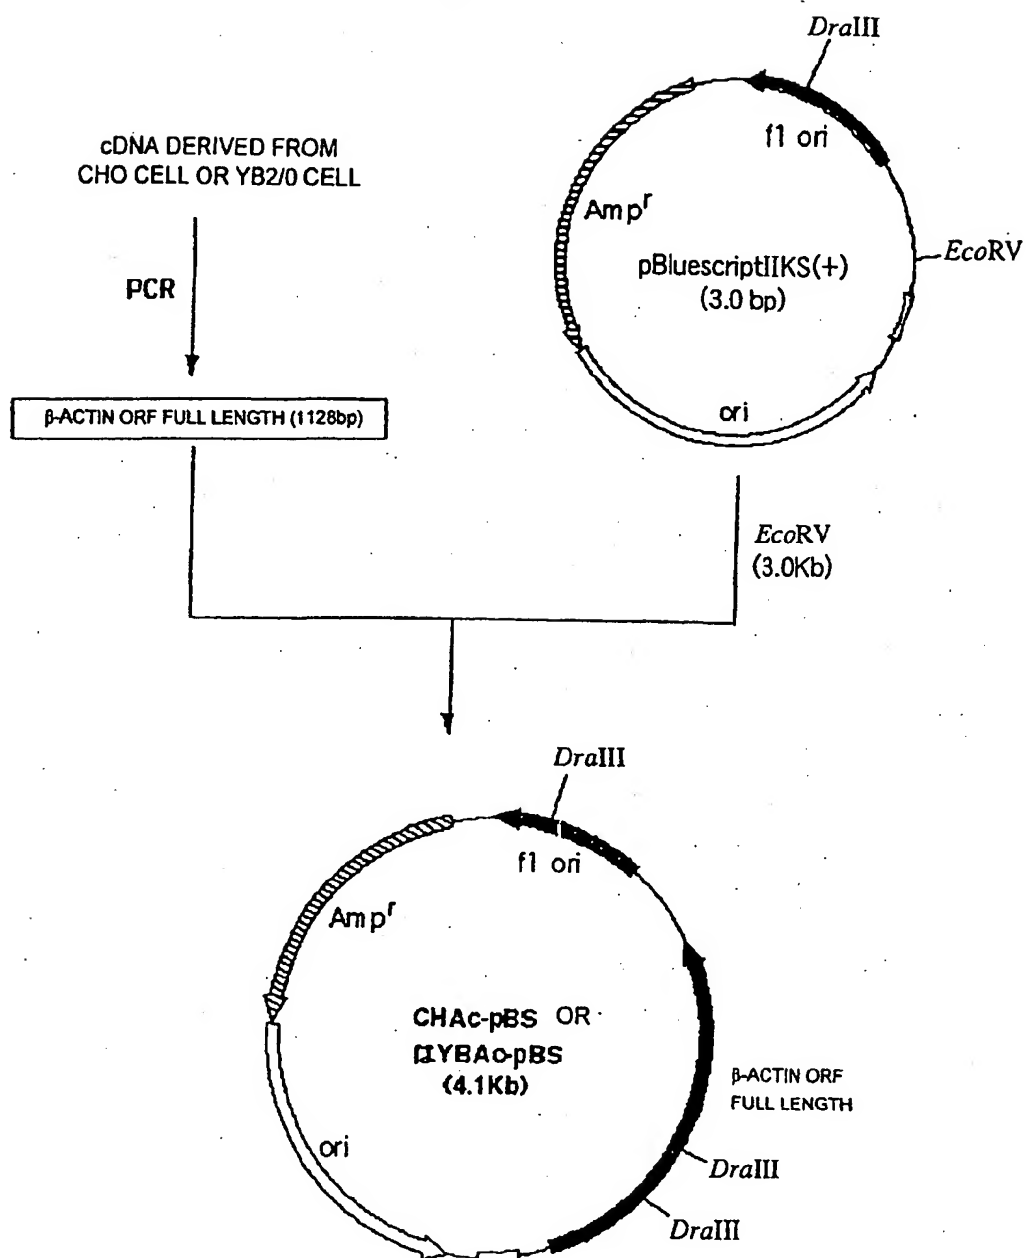 DraIII
f1 ori
cDNA DERIVED FROM
CHO CELL OR YB2/0 CELL
Ampʳ
EcoRV
pBluescriptIIKS(+)
(3.0 bp)
PCR
β-ACTIN ORF FULL LENGTH (1128bp)
ori
EcoRV
(3.0Kb)
DraIII
f1 ori
Ampʳ
CHAc-pBS OR
YBAc-pBS
(4.1Kb)
β-ACTIN ORF
FULL LENGTH
ori
DraIII
DraIII